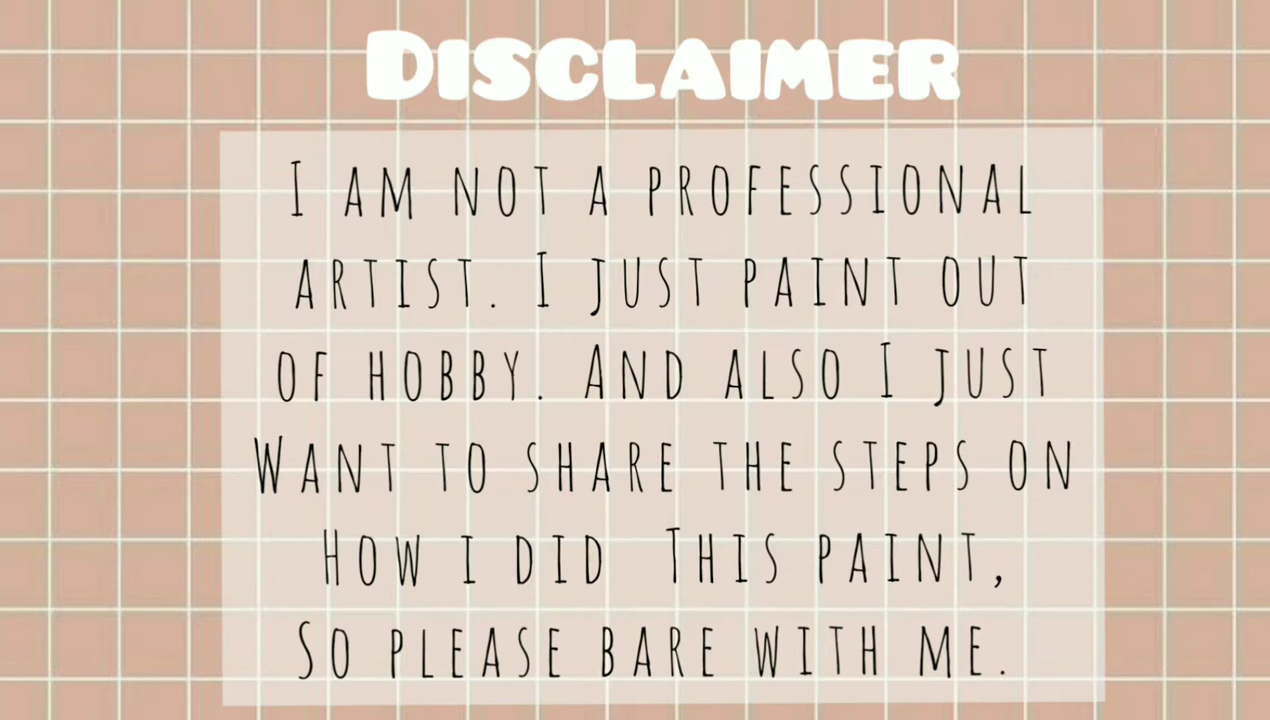 DISCLAIMER
I AM NOT A PROFESSIONAL
ARTIST. I JUST PAINT OUT
OF HOBBY. AND ALSO I JUST
WANT TO SHARE THE STEPS ON
HOW I DID THIS PAINT,
SO PLEASE BARE WITH ME.